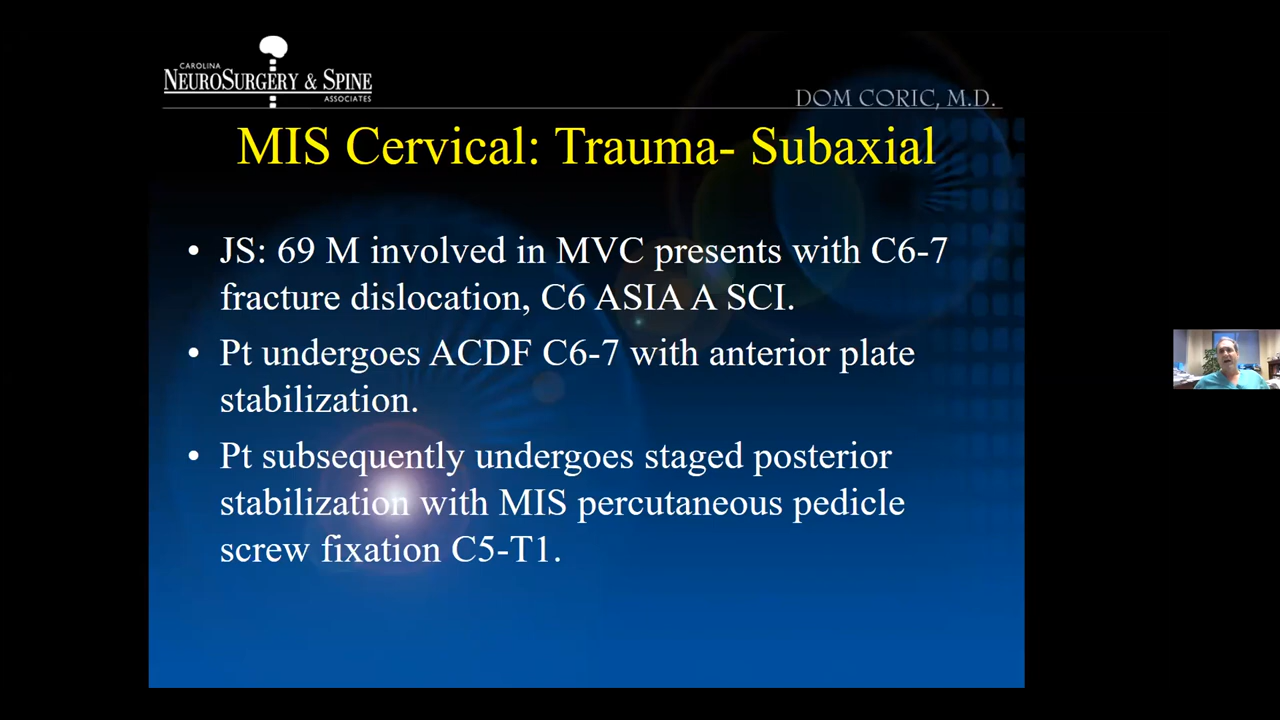 CAROLINA
NEUROSURGERY & SPINE
ASSOCIATES
DOM CORIC, M.D.
MIS Cervical: Trauma- Subaxial
• JS: 69 M involved in MVC presents with C6-7
fracture dislocation, C6 ASIA A SCI.
• Pt undergoes ACDF C6-7 with anterior plate
stabilization.
• Pt subsequently undergoes staged posterior
stabilization with MIS percutaneous pedicle
screw fixation C5-T1.